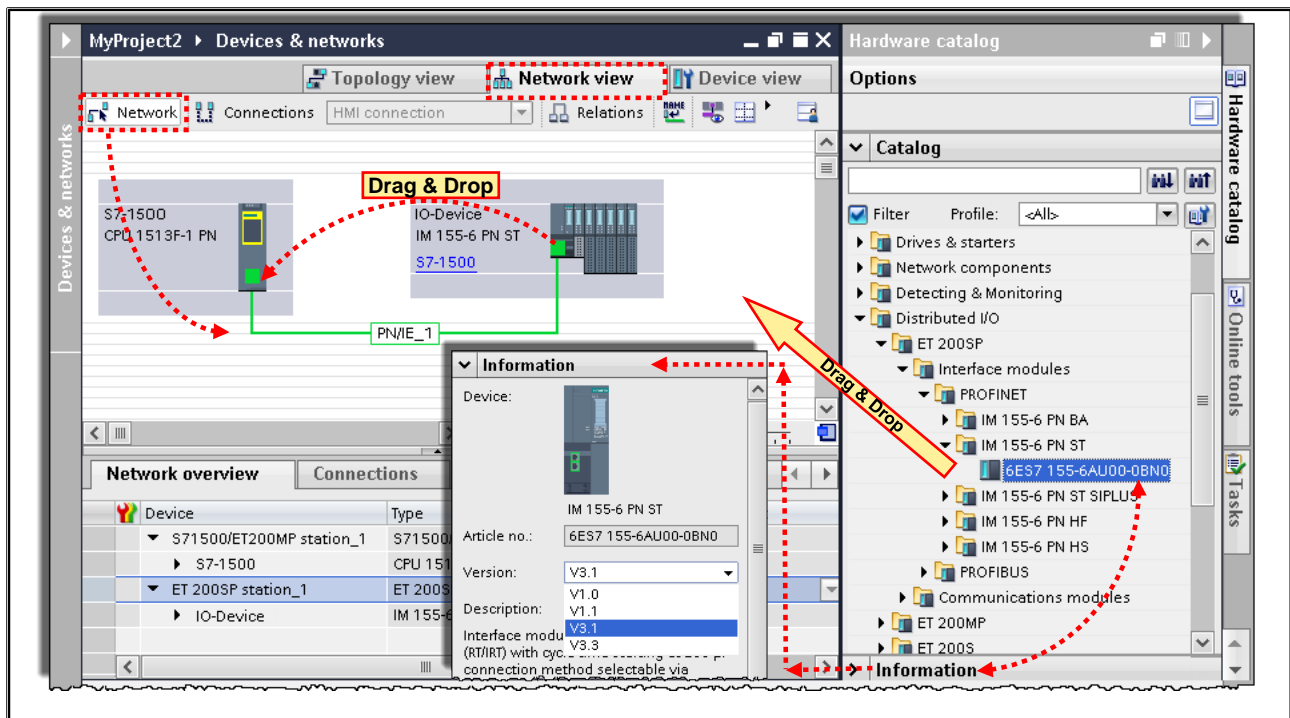 MyProject2 ▸ Devices & networks
Hardware catalog
Topology view
Network view
Device view
Options
Network
Connections
HMI connection
Relations
Devices & networks
Catalog
Drag & Drop
S7-1500
CPU 1513F-1 PN
IO-Device
IM 155-6 PN ST
S7-1500
Filter
Profile:
<All>
Drives & starters
Network components
Detecting & Monitoring
Distributed I/O
ET 200SP
Interface modules
PROFINET
IM 155-6 PN BA
IM 155-6 PN ST
6ES7 155-6AU00-0BN0
IM 155-6 PN ST SIPLUS
IM 155-6 PN HF
IM 155-6 PN HS
PROFIBUS
Communications modules
ET 200MP
ET 200S
Information
PN/IE_1
Drag & Drop
Information
Device:
IM 155-6 PN ST
Article no.:
6ES7 155-6AU00-0BN0
Version:
V3.1
V1.0
V1.1
V3.1
V3.3
Description:
Interface modu
(RT/IRT) with cyc
connection method selectable via
Network overview
Connections
Device
Type
S71500/ET200MP station_1
S71500
S7-1500
CPU 151
ET 200SP station_1
ET 200S
IO-Device
IM 155-6
Hardware catalog
Online tools
Tasks